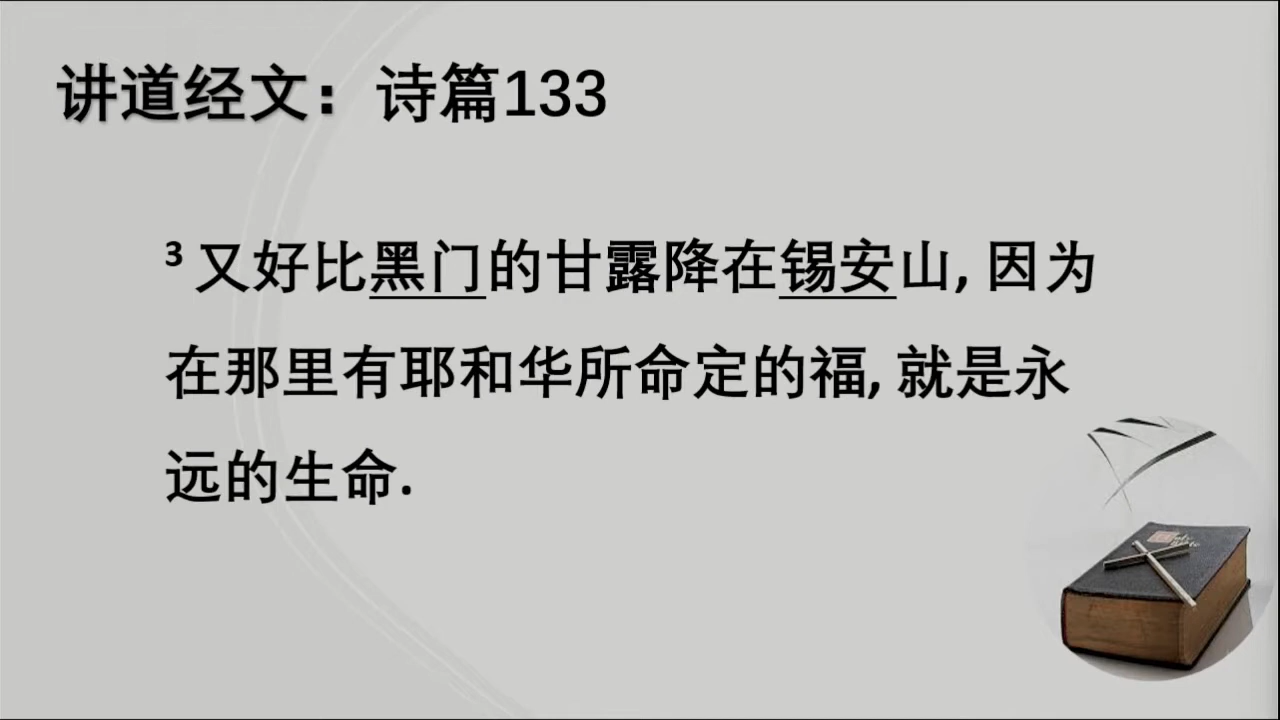 讲道经文：诗篇133
3 又好比黑门的甘露降在锡安山, 因为
在那里有耶和华所命定的福, 就是永
远的生命.